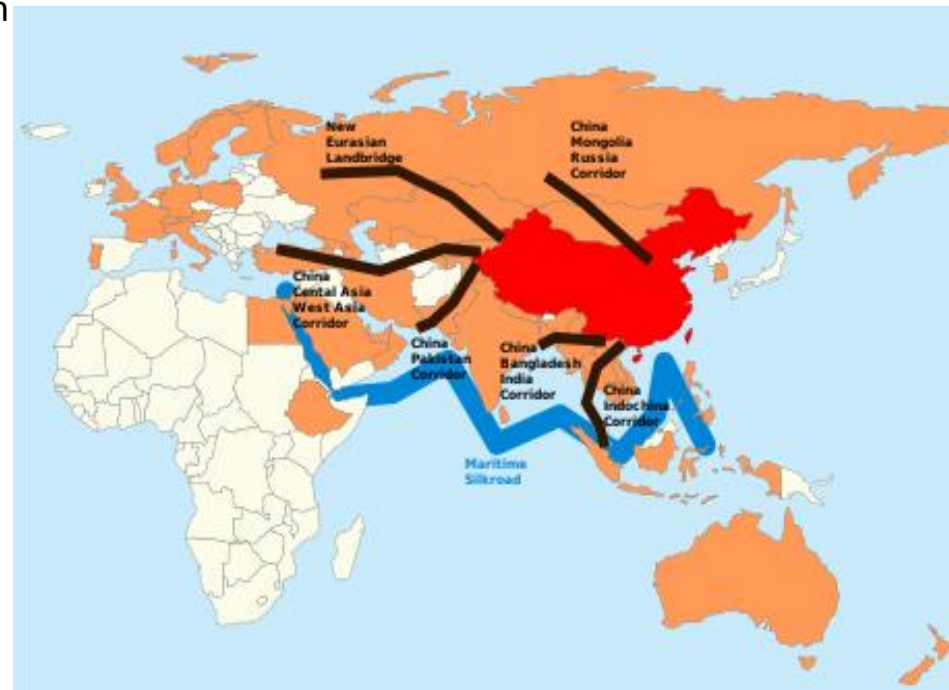 n
New
Eurasian
Landbridge
China
Mongolia
Russia
Corridor
China
Cental Asia
West Asia
Corridor
China
Pakistan
Corridor
China
Bangladesh
India
Corridor
China
Indochina
Corridor
Maritime
Silkroad